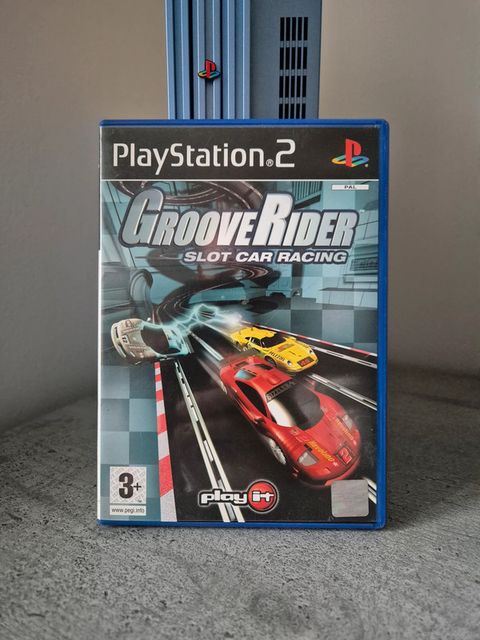 PlayStation®2
PAL
GROOVERIDER
SLOT CAR RACING
play it
3+
www.pegi.info